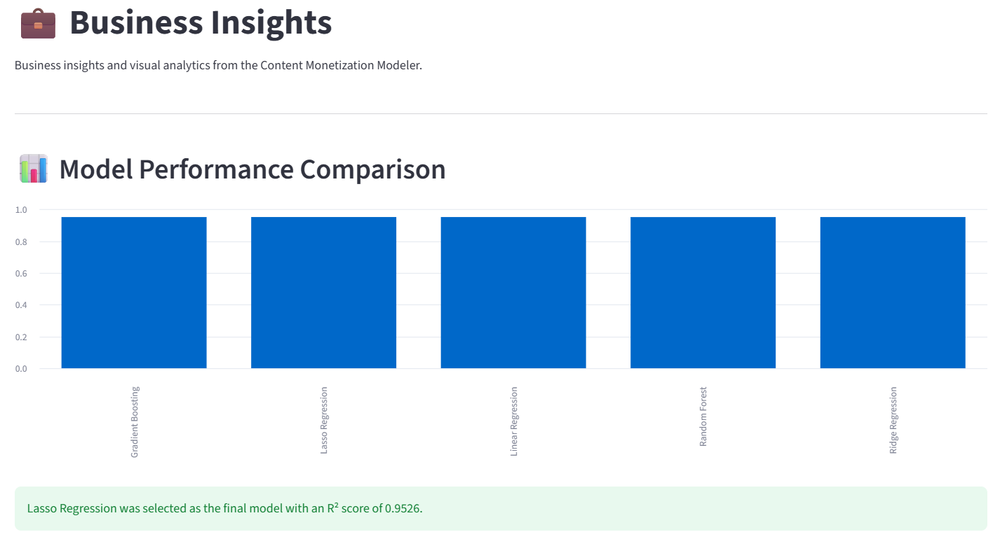 Business Insights
Business insights and visual analytics from the Content Monetization Modeler.
Model Performance Comparison
1.0
0.8
0.6
0.4
0.2
0.0
Gradient Boosting
Lasso Regression
Linear Regression
Random Forest
Ridge Regression
Lasso Regression was selected as the final model with an R² score of 0.9526.